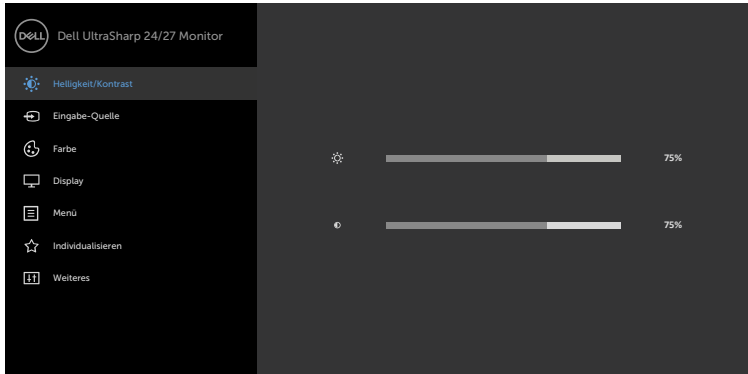 DELL
Dell UltraSharp 24/27 Monitor
Helligkeit/Kontrast
Eingabe-Quelle
Farbe
Display
Menü
Individualisieren
Weiteres
75%
75%